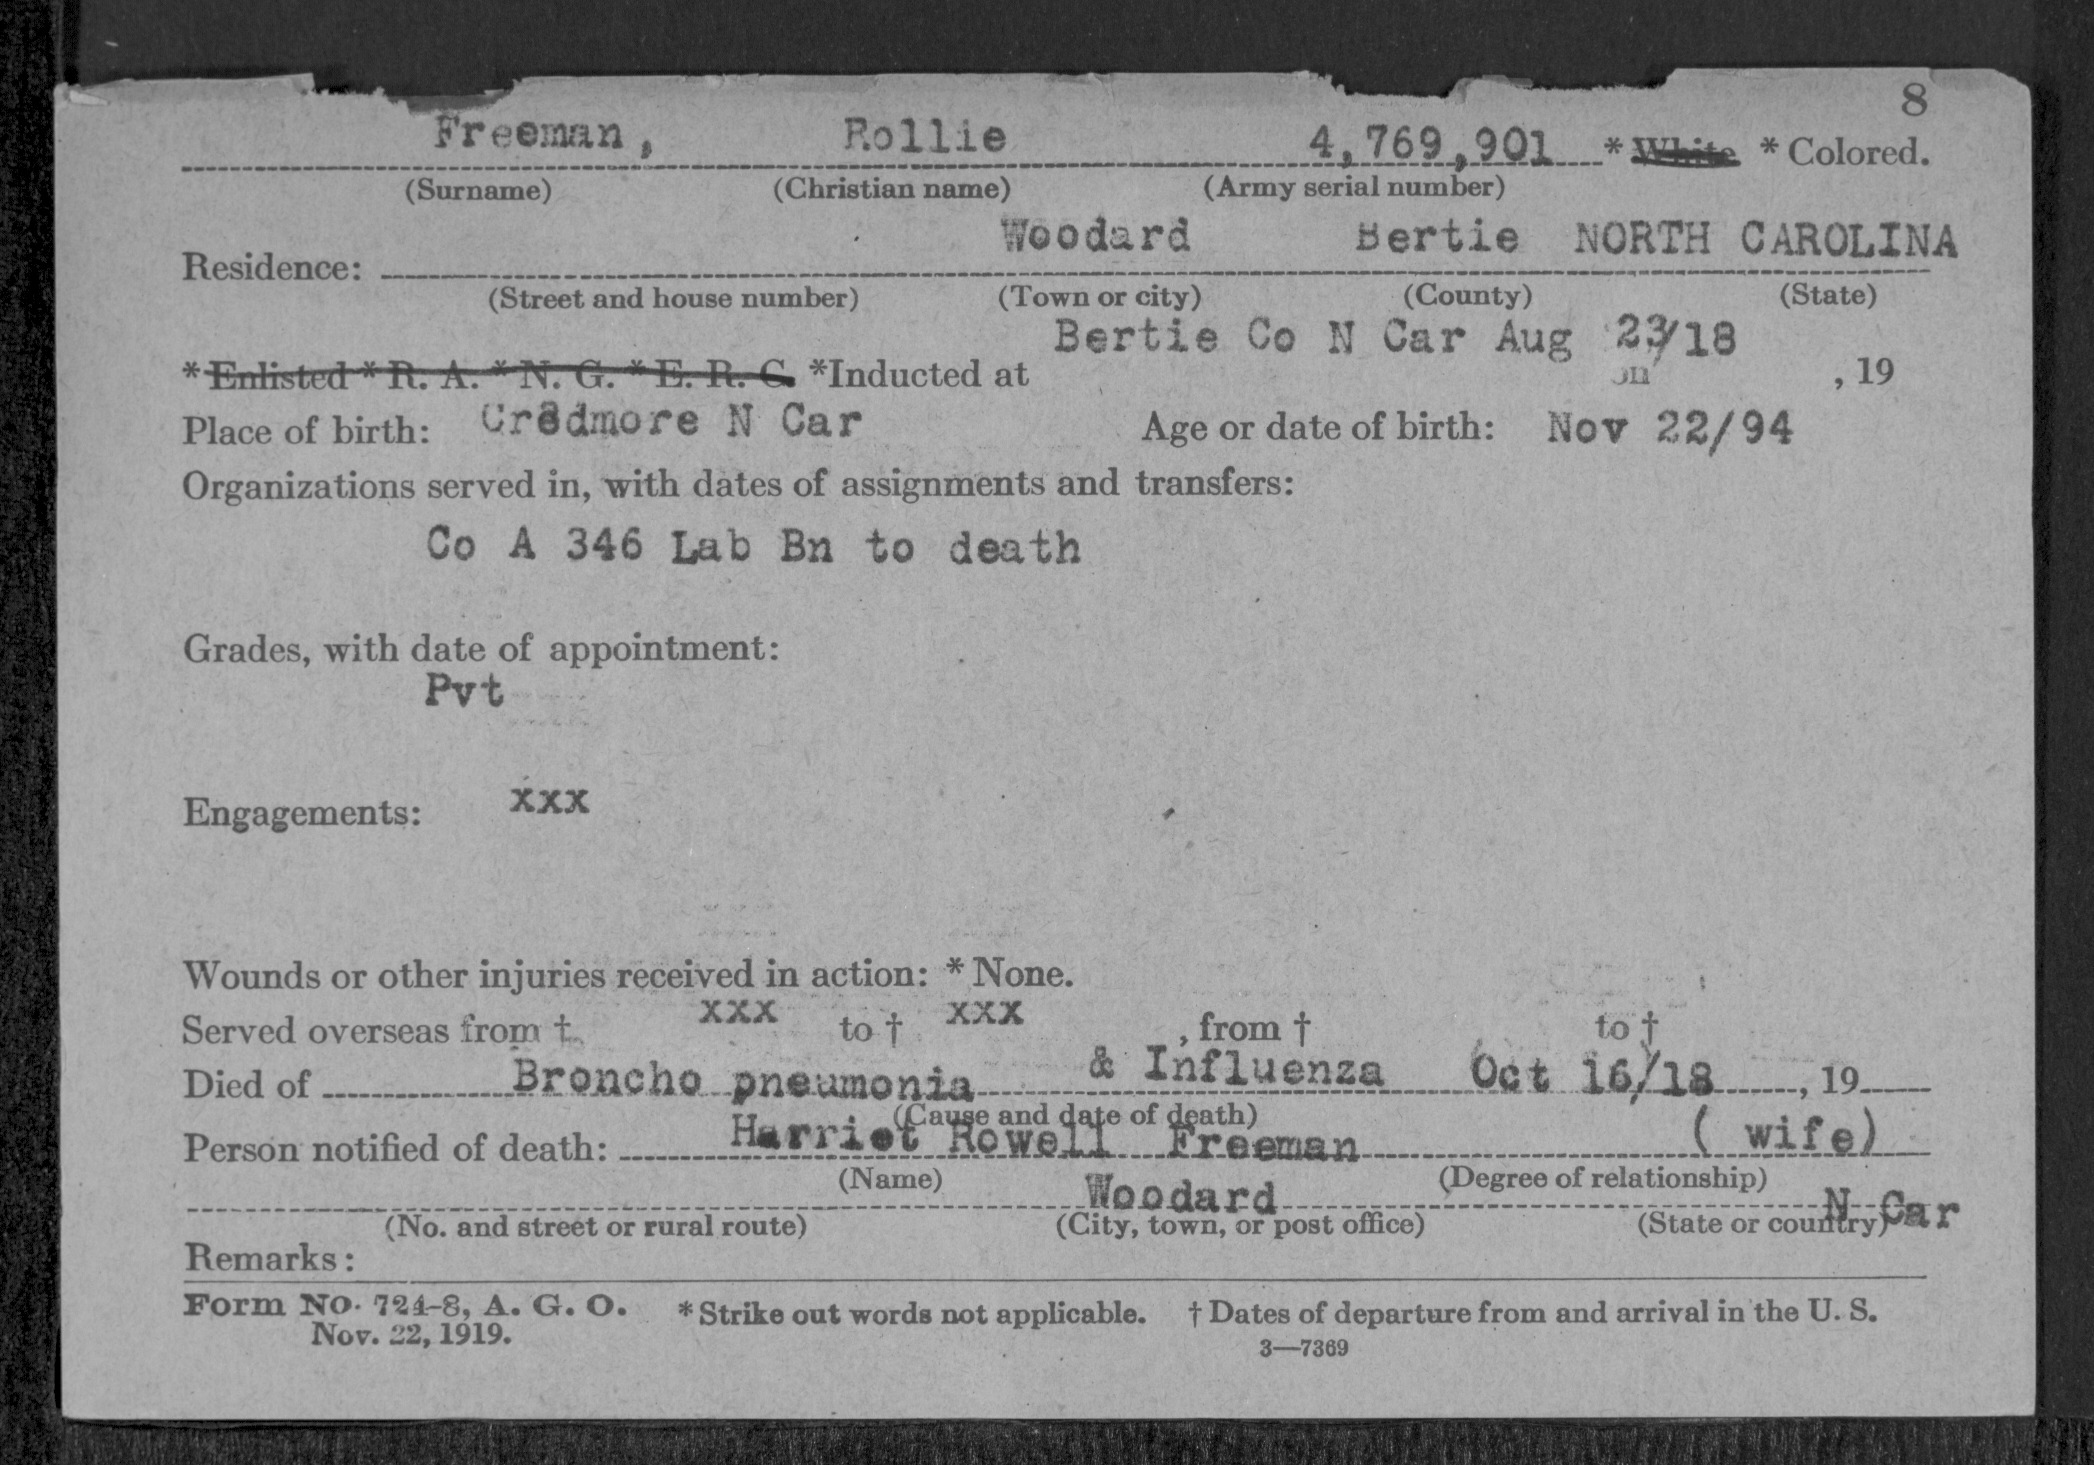 8
Freeman, Rollie 4,769,901 * White * Colored.
(Surname) (Christian name) (Army serial number)
Woodard Bertie NORTH CAROLINA
Residence:
(Street and house number) (Town or city) (County) (State)
Bertie Co N Car Aug 23/18
* Enlisted * R. A. * N. G. * E. R. C. *Inducted at on , 19
Place of birth: Credmore N Car Age or date of birth: Nov 22/94
Organizations served in, with dates of assignments and transfers:
Co A 346 Lab Bn to death
Grades, with date of appointment:
Pvt
Engagements: xxx
Wounds or other injuries received in action: * None.
Served overseas from † xxx to † xxx , from † to †
Died of Broncho pneumonia & Influenza Oct 16/18 , 19
(Cause and date of death)
Person notified of death: Harriet Rowell Freeman ( wife)
(Name) (Degree of relationship)
Woodard N Car
(No. and street or rural route) (City, town, or post office) (State or country)
Remarks:
Form No. 724-8, A. G. O. * Strike out words not applicable. † Dates of departure from and arrival in the U. S.
Nov. 22, 1919. 3—7369